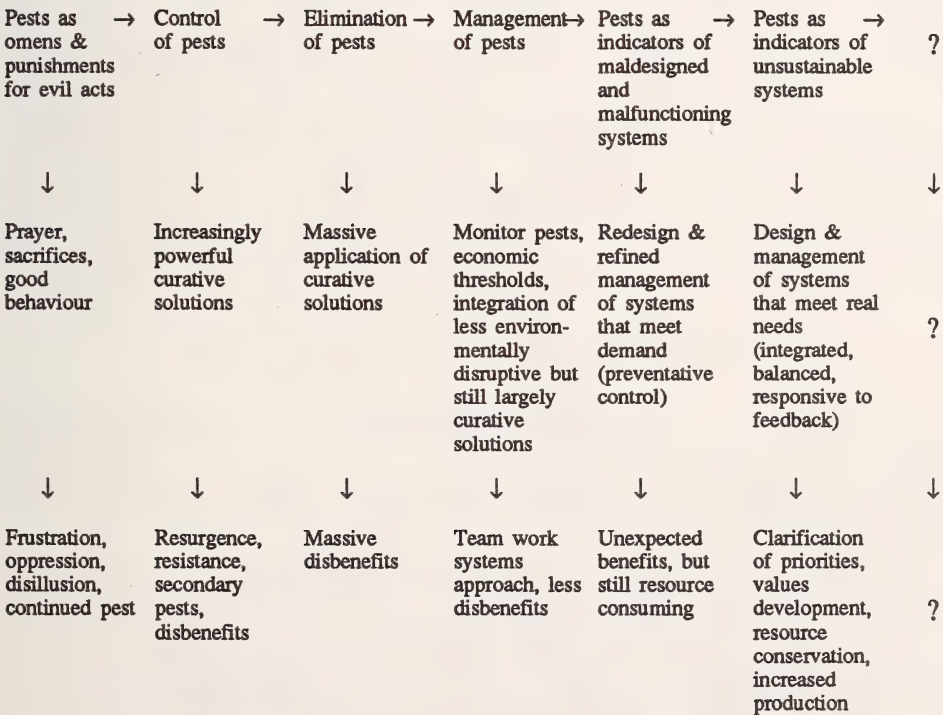 Pests as →
omens &
punishments
for evil acts
Control →
of pests
Elimination →
of pests
Management→
of pests
Pests as →
indicators of
maldesigned
and
malfunctioning
systems
Pests as →
indicators of
unsustainable
systems
?
↓ ↓ ↓ ↓ ↓ ↓ ↓
Prayer,
sacrifices,
good
behaviour
Increasingly
powerful
curative
solutions
Massive
application of
curative
solutions
Monitor pests,
economic
thresholds,
integration of
less environ-
mentally
disruptive but
still largely
curative
solutions
Redesign &
refined
management
of systems
that meet
demand
(preventative
control)
Design &
management
of systems
that meet real
needs
(integrated,
balanced,
responsive to
feedback)
?
↓ ↓ ↓ ↓ ↓ ↓ ↓
Frustration,
oppression,
disillusion,
continued pest
Resurgence,
resistance,
secondary
pests,
disbenefits
Massive
disbenefits
Team work
systems
approach, less
disbenefits
Unexpected
benefits, but
still resource
consuming
Clarification
of priorities,
values
development,
resource
conservation,
increased
production
?